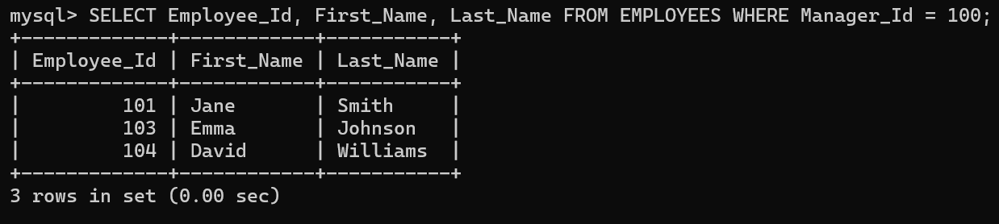 mysql> SELECT Employee_Id, First_Name, Last_Name FROM EMPLOYEES WHERE Manager_Id = 100;
+-------------+------------+-----------+
| Employee_Id | First_Name | Last_Name |
+-------------+------------+-----------+
|         101 | Jane       | Smith     |
|         103 | Emma       | Johnson   |
|         104 | David      | Williams  |
+-------------+------------+-----------+
3 rows in set (0.00 sec)